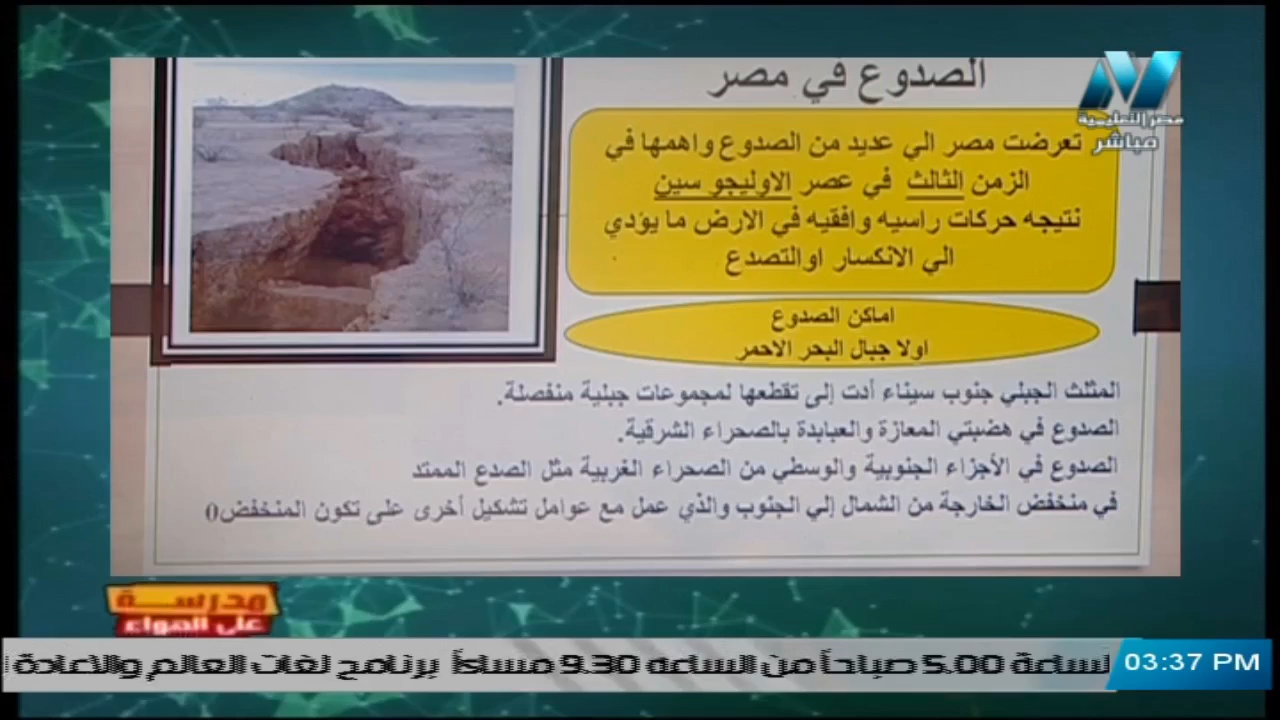 الصدوع في مصر
تعرضت مصر الي عديد من الصدوع واهمها في
الزمن الثالث في عصر الاوليجو سين
نتيجه حركات راسيه وافقيه في الارض ما يؤدي
الي الانكسار اوالتصدع
اماكن الصدوع
اولا جبال البحر الاحمر
المثلث الجبلي جنوب سيناء أدت إلى تقطعها لمجموعات جبلية منفصلة.
الصدوع في هضبتي المعازة والعبابدة بالصحراء الشرقية.
الصدوع في الأجزاء الجنوبية والوسطي من الصحراء الغربية مثل الصدع الممتد
في منخفض الخارجة من الشمال إلي الجنوب والذي عمل مع عوامل تشكيل أخرى على تكون المنخفض0
مصر التعليمية
مباشر
مدرسة
على الهواء
لساعة 5.00 صباحاً من الساعه 9.30 مساءاً برنامج لغات العالم والاعادة
03:37 PM